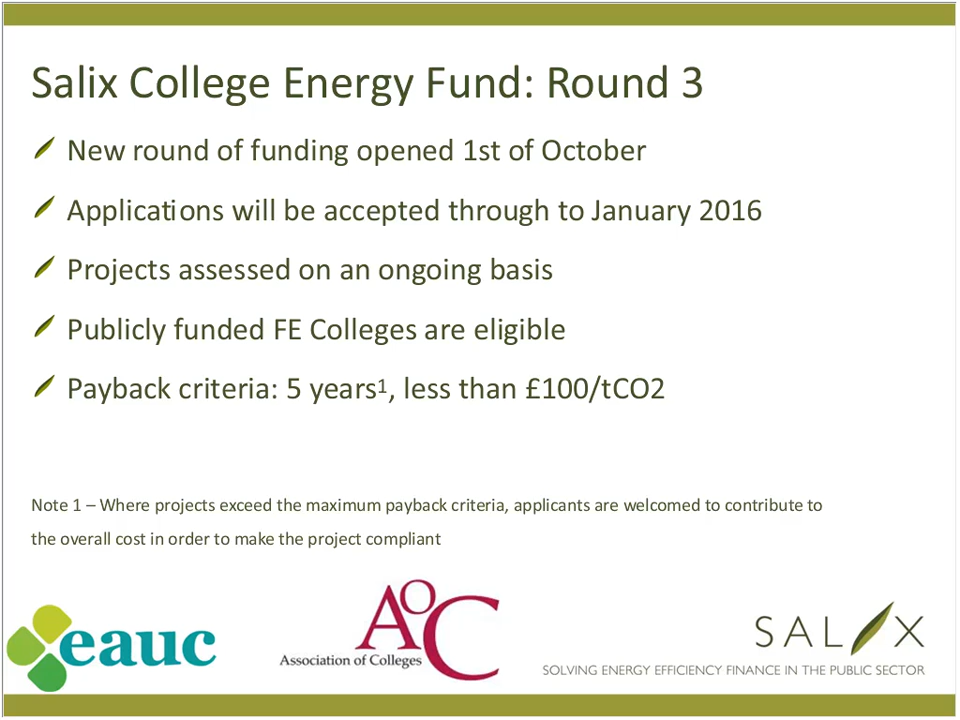 Salix College Energy Fund: Round 3
New round of funding opened 1st of October
Applications will be accepted through to January 2016
Projects assessed on an ongoing basis
Publicly funded FE Colleges are eligible
Payback criteria: 5 years¹, less than £100/tCO2
Note 1 – Where projects exceed the maximum payback criteria, applicants are welcomed to contribute to
the overall cost in order to make the project compliant
eauc
AoC
Association of Colleges
SALIX
SOLVING ENERGY EFFICIENCY FINANCE IN THE PUBLIC SECTOR